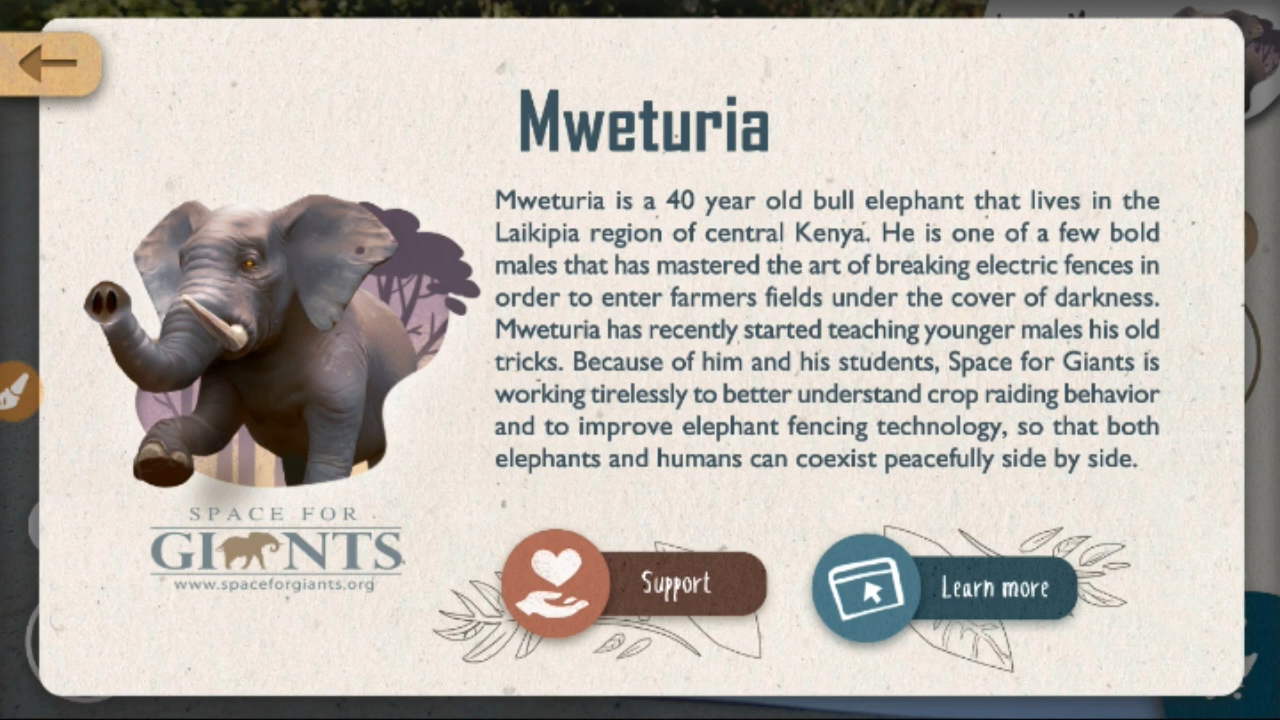 Mweturia
Mweturia is a 40 year old bull elephant that lives in the
Laikipia region of central Kenya. He is one of a few bold
males that has mastered the art of breaking electric fences in
order to enter farmers fields under the cover of darkness.
Mweturia has recently started teaching younger males his old
tricks. Because of him and his students, Space for Giants is
working tirelessly to better understand crop raiding behavior
and to improve elephant fencing technology, so that both
elephants and humans can coexist peacefully side by side.
SPACE FOR
GIANTS
www.spaceforgiants.org
Support
Learn more